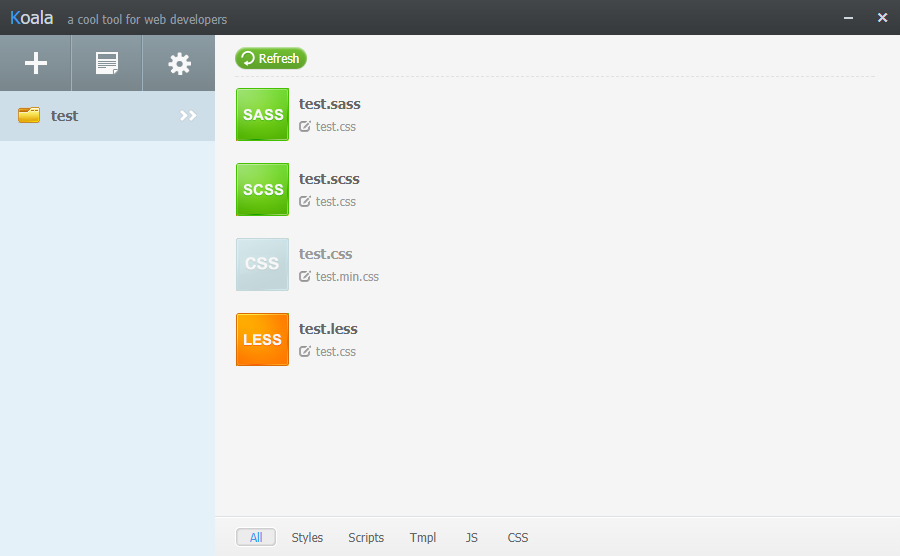 Koala a cool tool for web developers
test
Refresh
SASS
test.sass
test.css
SCSS
test.scss
test.css
CSS
test.css
test.min.css
LESS
test.less
test.css
All Styles Scripts Tmpl JS CSS